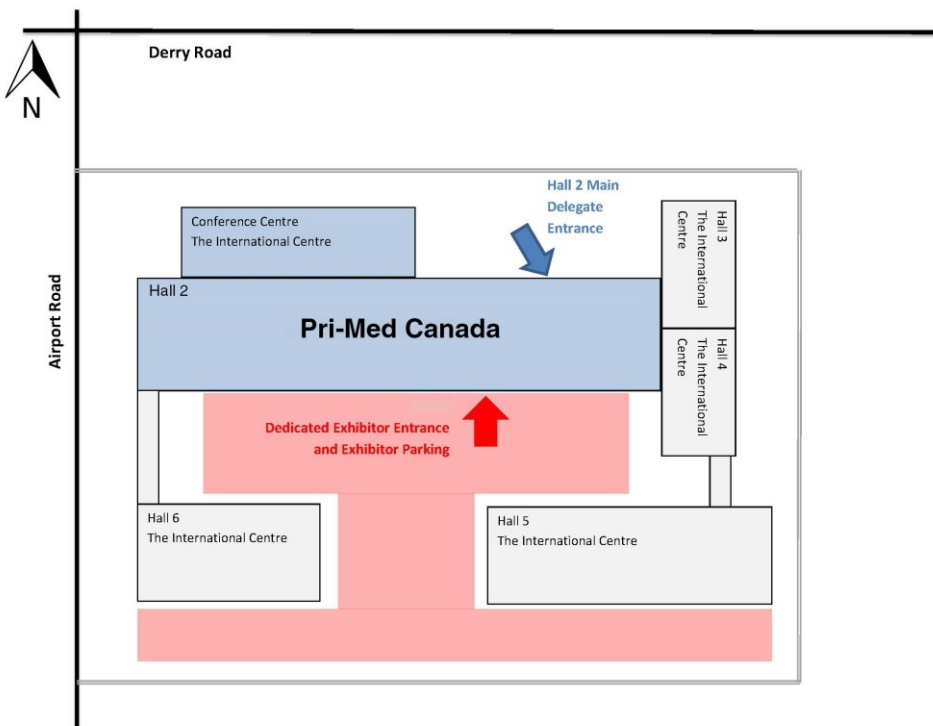 Derry Road
N
Airport Road
Hall 2 Main
Delegate
Entrance
Conference Centre
The International Centre
Hall 3
The International
Centre
Hall 2
Pri-Med Canada
Hall 4
The International
Centre
Dedicated Exhibitor Entrance
and Exhibitor Parking
Hall 6
The International Centre
Hall 5
The International Centre